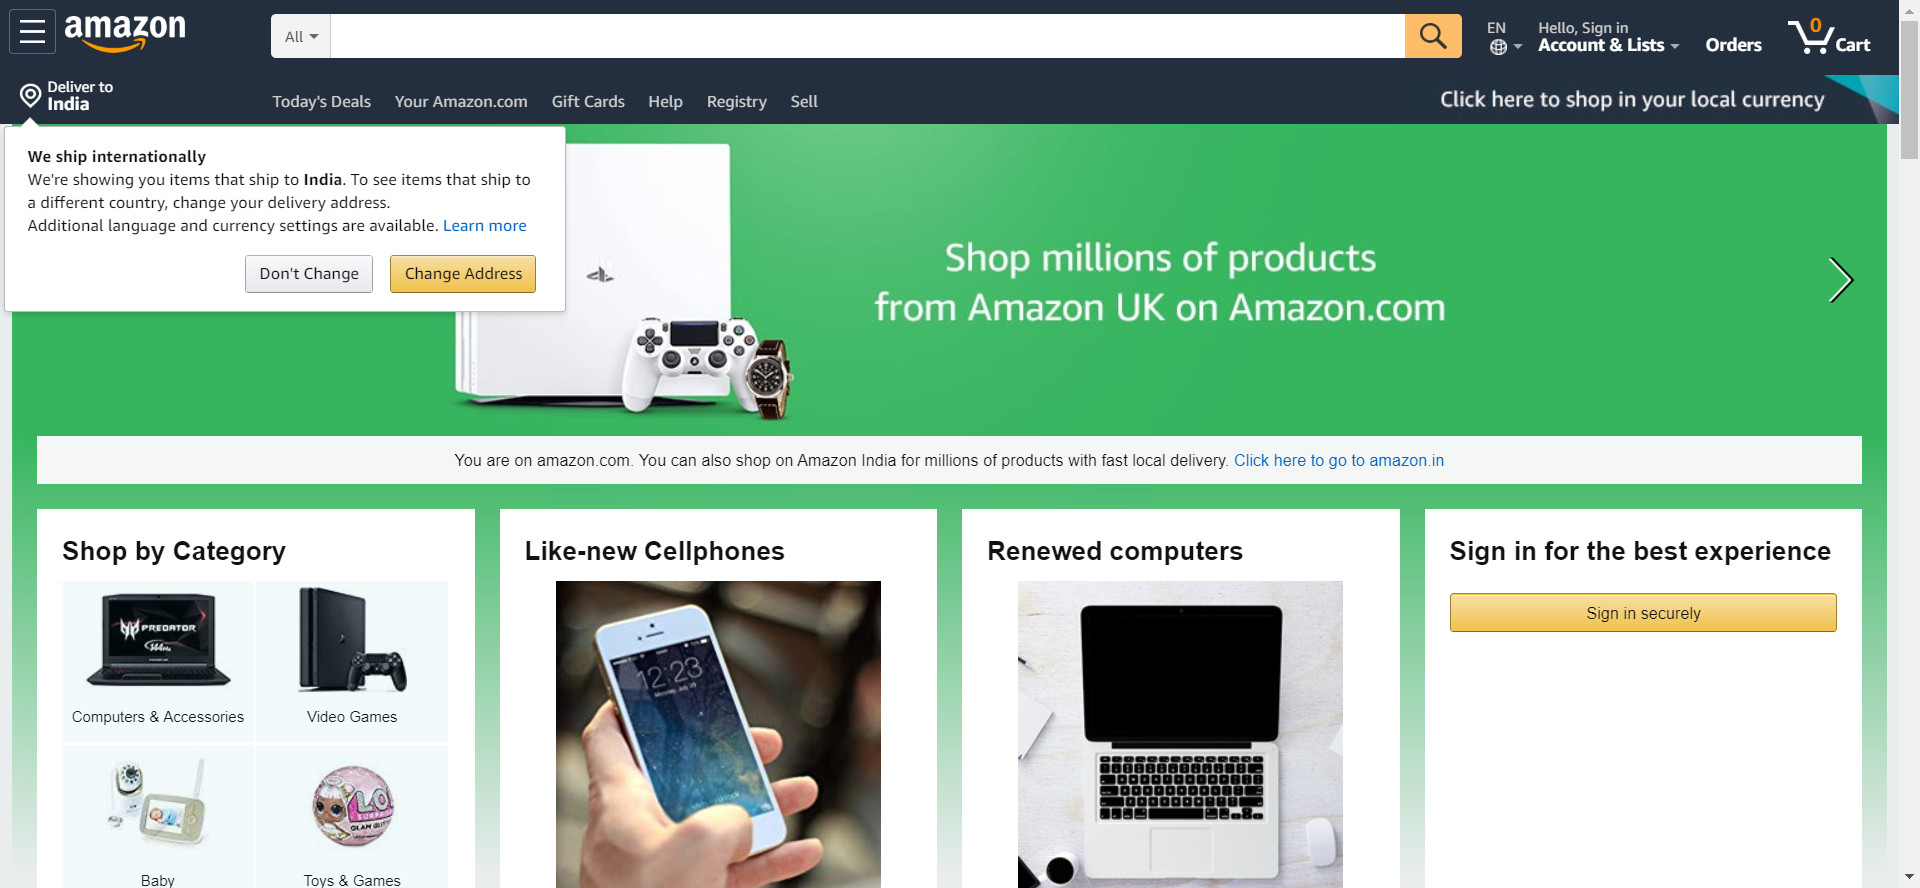 amazon
All
EN
Hello, Sign in
Account & Lists
Orders
0
Cart
Deliver to
India
Today's Deals
Your Amazon.com
Gift Cards
Help
Registry
Sell
Click here to shop in your local currency
We ship internationally
We're showing you items that ship to India. To see items that ship to
a different country, change your delivery address.
Additional language and currency settings are available. Learn more
Don't Change
Change Address
Shop millions of products
from Amazon UK on Amazon.com
You are on amazon.com. You can also shop on Amazon India for millions of products with fast local delivery. Click here to go to amazon.in
Shop by Category
Like-new Cellphones
Renewed computers
Sign in for the best experience
PREDATOR
Computers & Accessories
Video Games
12:23
Sign in securely
L.O.L
SURPRISE
Baby
Toys & Games